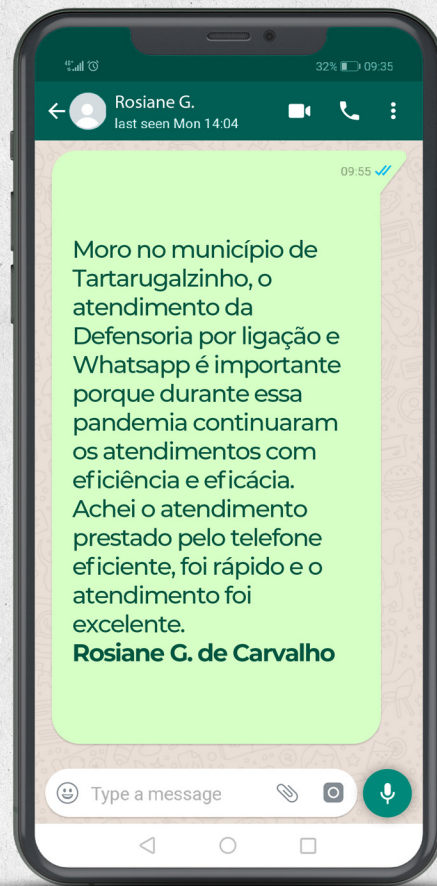 32% 09:35
Rosiane G.
last seen Mon 14:04
09:55
Moro no município de
Tartarugalzinho, o
atendimento da
Defensoria por ligação e
Whatsapp é importante
porque durante essa
pandemia continuaram
os atendimentos com
eficiência e eficácia.
Achei o atendimento
prestado pelo telefone
eficiente, foi rápido e o
atendimento foi
excelente.
Rosiane G. de Carvalho
Type a message